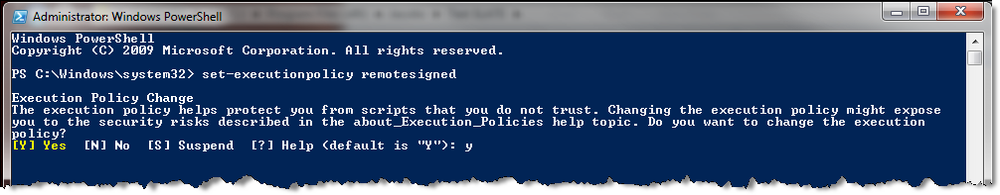 Administrator: Windows PowerShell
Windows PowerShell
Copyright (C) 2009 Microsoft Corporation. All rights reserved.
PS C:\Windows\system32> set-executionpolicy remotesigned
Execution Policy Change
The execution policy helps protect you from scripts that you do not trust. Changing the execution policy might expose
you to the security risks described in the about_Execution_Policies help topic. Do you want to change the execution
policy?
[Y] Yes  [N] No  [S] Suspend  [?] Help (default is "Y"): y